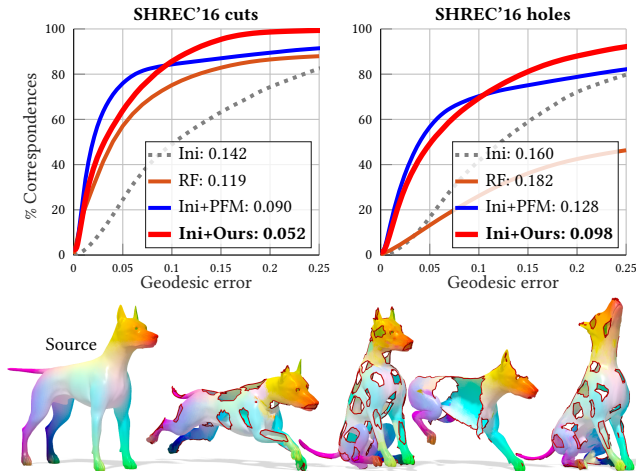 SHREC'16 cuts
SHREC'16 holes
% Correspondences
100
80
60
40
20
0
Ini: 0.142
RF: 0.119
Ini+PFM: 0.090
Ini+Ours: 0.052
0 0.05 0.1 0.15 0.2 0.25
Geodesic error
100
80
60
40
20
0
Ini: 0.160
RF: 0.182
Ini+PFM: 0.128
Ini+Ours: 0.098
0 0.05 0.1 0.15 0.2 0.25
Geodesic error
Source